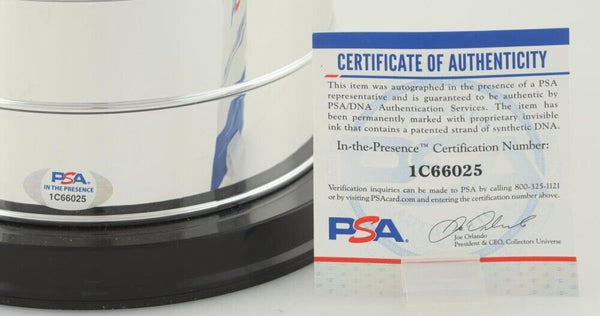 PSA
IN THE PRESENCE
1C66025
CERTIFICATE OF AUTHENTICITY
This item was autographed in the presence of a PSA
representative and is guaranteed to be authentic by
PSA/DNA Authentication Services. The item has
been permanently marked with proprietary invisible
ink that contains a patented strand of synthetic DNA.
In-the-Presence™ Certification Number:
1C66025
Verification inquiries can be made to PSA by calling 800-325-1121
or by visiting PSAcard.com and entering the certification number above.
PSA.
Joe Orlando
President & CEO, Collectors Universe